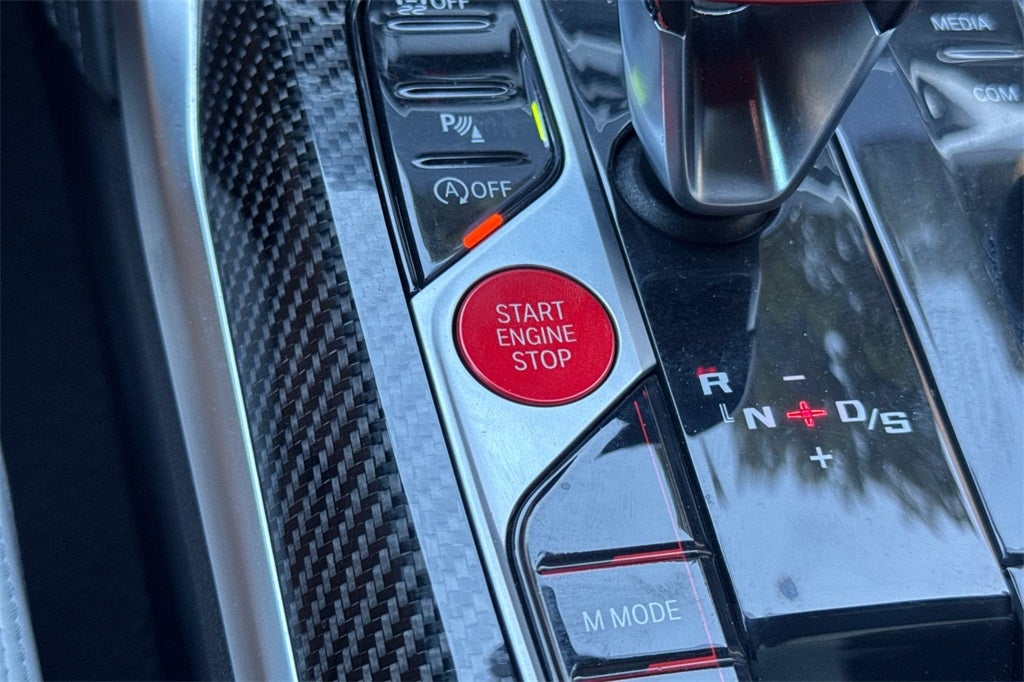 OFF
MEDIA
COM
P
A OFF
START
ENGINE
STOP
R −
N D/S
+
M MODE